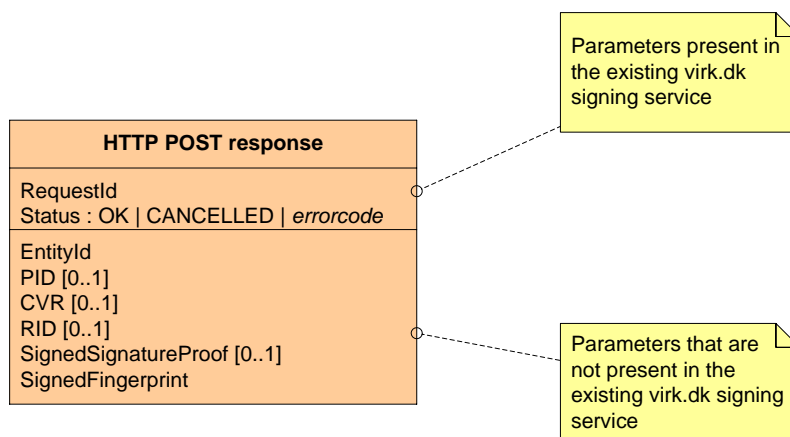 Parameters present in
the existing virk.dk
signing service
HTTP POST response
RequestId
Status : OK | CANCELLED | errorcode
EntityId
PID [0..1]
CVR [0..1]
RID [0..1]
SignedSignatureProof [0..1]
SignedFingerprint
Parameters that are
not present in the
existing virk.dk signing
service